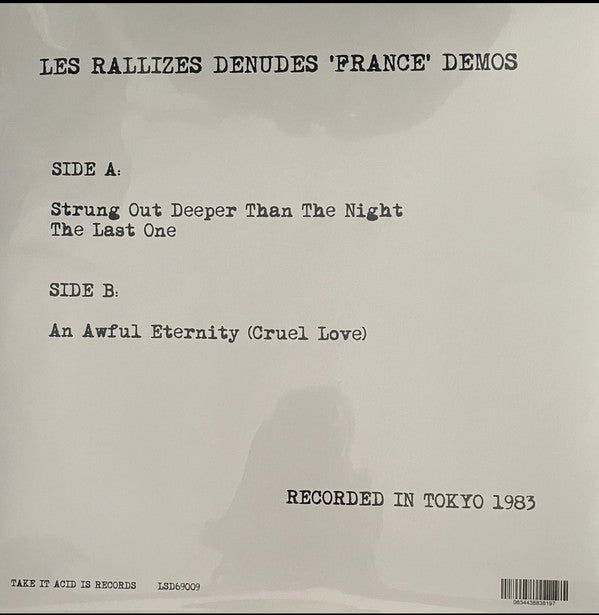 LES RALLIZES DENUDES 'FRANCE' DEMOS
SIDE A:
Strung Out Deeper Than The Night
The Last One
SIDE B:
An Awful Eternity (Cruel Love)
RECORDED IN TOKYO 1983
TAKE IT ACID IS RECORDS LSD69009